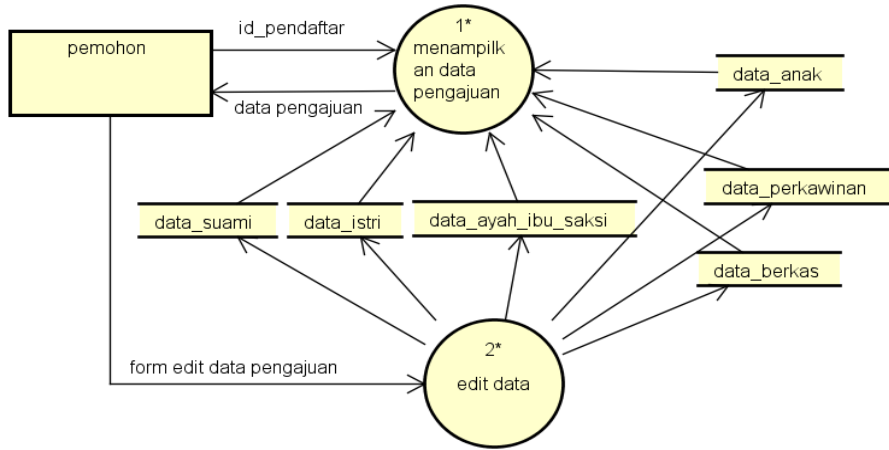 id_pendaftar
1*
menampilk
an data
pengajuan
pemohon
data_anak
data pengajuan
data_perkawinan
data_suami
data_istri
data_ayah_ibu_saksi
data_berkas
2*
edit data
form edit data pengajuan